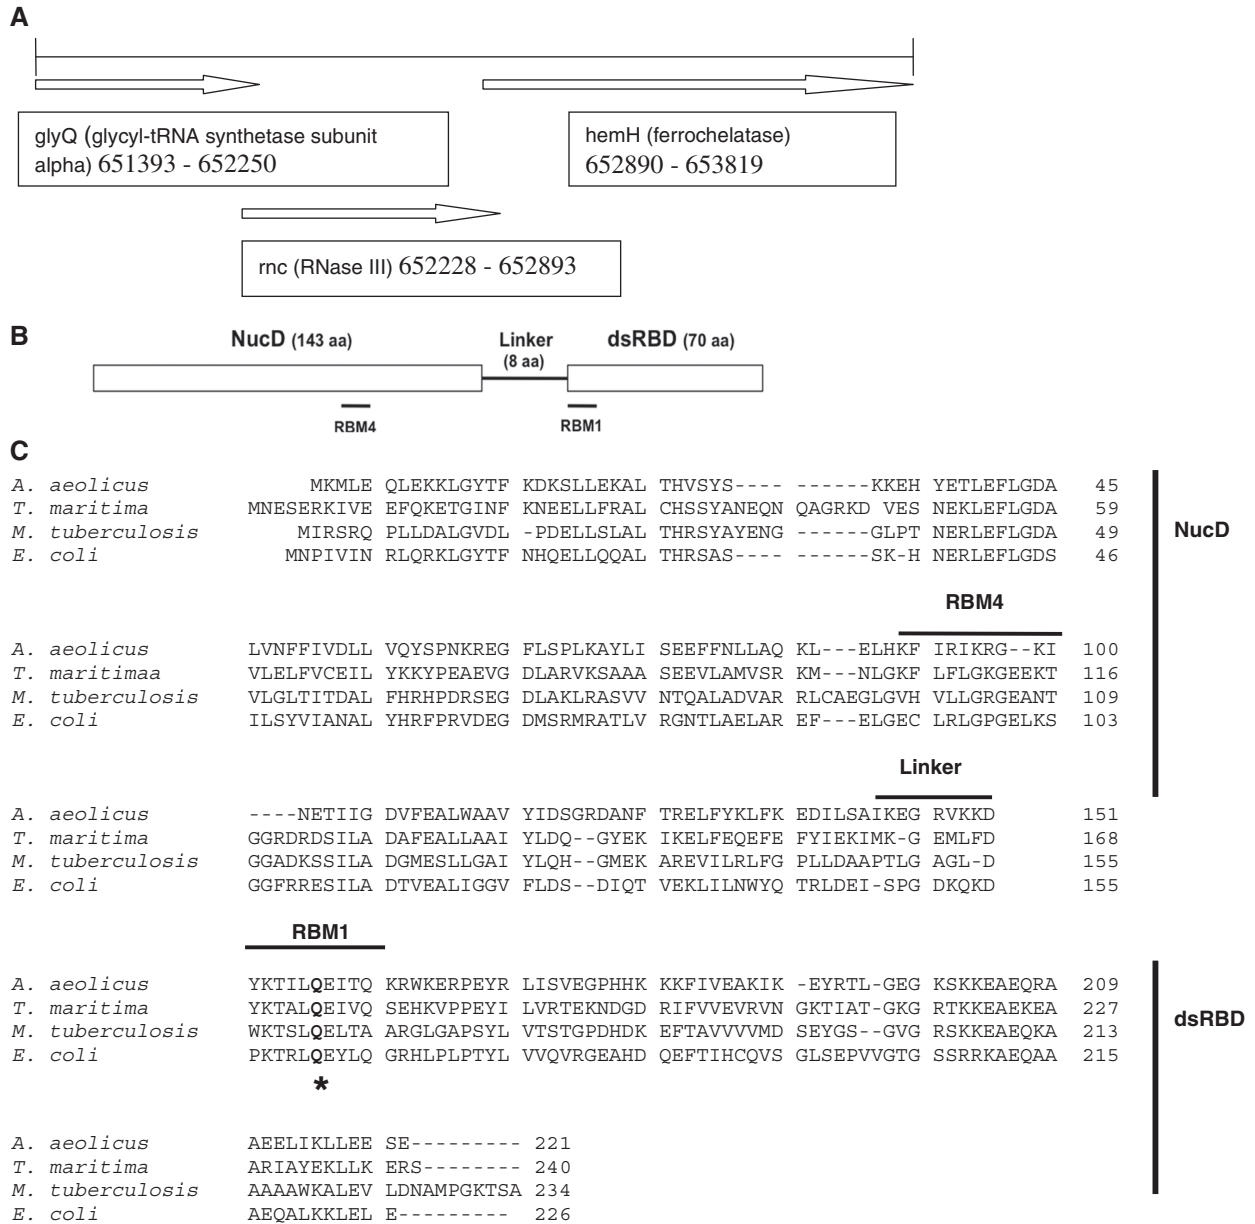 A
glyQ (glycyl-tRNA synthetase subunit
alpha) 651393 - 652250
hemH (ferrochelatase)
652890 - 653819
rnc (RNase III) 652228 - 652893
B
NucD (143 aa)
Linker
(8 aa)
dsRBD (70 aa)
RBM4
RBM1
C
A. aeolicus MKMLE QLEKKLGYTF KDKSLLEKAL THVSYS---- ------KKEH YETLEFLGDA 45
T. maritima MNESERKIVE EFQKETGINF KNEELLFRAL CHSSYANEQN QAGRKD VES NEKLEFLGDA 59
M. tuberculosis MIRSRQ PLLDALGVDL -PDELLSLAL THRSYAYENG ------GLPT NERLEFLGDA 49
E. coli MNPIVIN RLQRKLGYTF NHQELLQQAL THRSAS---- ------SK-H NERLEFLGDS 46
NucD
RBM4
A. aeolicus LVNFFIVDLL VQYSPNKREG FLSPLKAYLI SEEFFNLLAQ KL---ELHKF IRIKRG--KI 100
T. maritimaa VLELFVCEIL YKKYPEAEVG DLARVKSAAA SEEVLAMVSR KM---NLGKF LFLGKGEEKT 116
M. tuberculosis VLGLTITDAL FHRHPDRSEG DLAKLRASVV NTQALADVAR RLCAEGLGVH VLLGRGEANT 109
E. coli ILSYVIANAL YHRFPRVDEG DMSRMRATLV RGNTLAELAR EF---ELGEC LRLGPGELKS 103
Linker
A. aeolicus ----NETIIG DVFEALWAAV YIDSGRDANF TRELFYKLFK EDILSAIKEG RVKKD 151
T. maritima GGRDRDSILA DAFEALLAAI YLDQ--GYEK IKELFEQEFE FYIEKIMK-G EMLFD 168
M. tuberculosis GGADKSSILA DGMESLLGAI YLQH--GMEK AREVILRLFG PLLDAAPTLG AGL-D 155
E. coli GGFRRESILA DTVEALIGGV FLDS--DIQT VEKLILNWYQ TRLDEI-SPG DKQKD 155
RBM1
A. aeolicus YKTILQEITQ KRWKERPEYR LISVEGPHHK KKFIVEAKIK -EYRTL-GEG KSKKEAEQRA 209
T. maritima YKTALQEIVQ SEHKVPPEYI LVRTEKNDGD RIFVVEVRVN GKTIAT-GKG RTKKEAEKEA 227
M. tuberculosis WKTSLQELTA ARGLGAPSYL VTSTGPDHDK EFTAVVVVMD SEYGS--GVG RSKKEAEQKA 213
E. coli PKTRLQEYLQ GRHLPLPTYL VVQVRGEAHD QEFTIHCQVS GLSEPVVGTG SSRRKAEQAA 215
*
dsRBD
A. aeolicus AEELIKLLEE SE--------- 221
T. maritima ARIAYEKLLK ERS-------- 240
M. tuberculosis AAAAWKALEV LDNAMPGKTSA 234
E. coli AEQALKKLEL E--------- 226